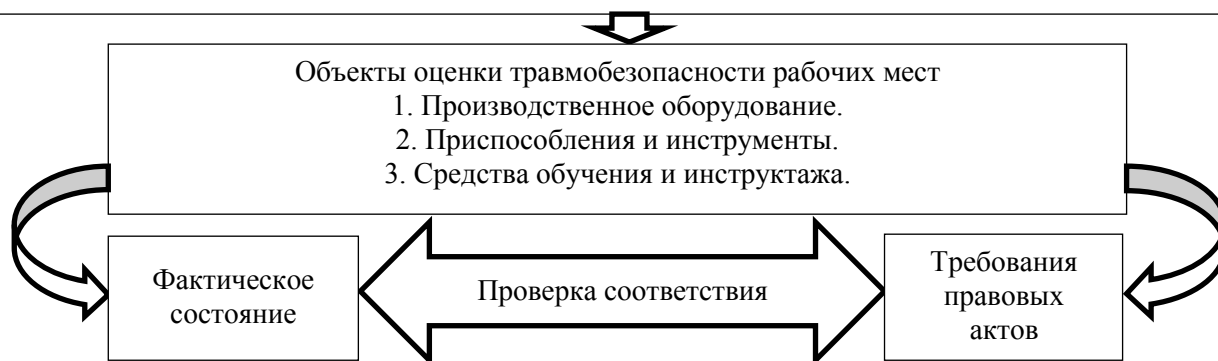 Объекты оценки травмобезопасности рабочих мест
1. Производственное оборудование.
2. Приспособления и инструменты.
3. Средства обучения и инструктажа.
Фактическое
состояние
Проверка соответствия
Требования
правовых
актов